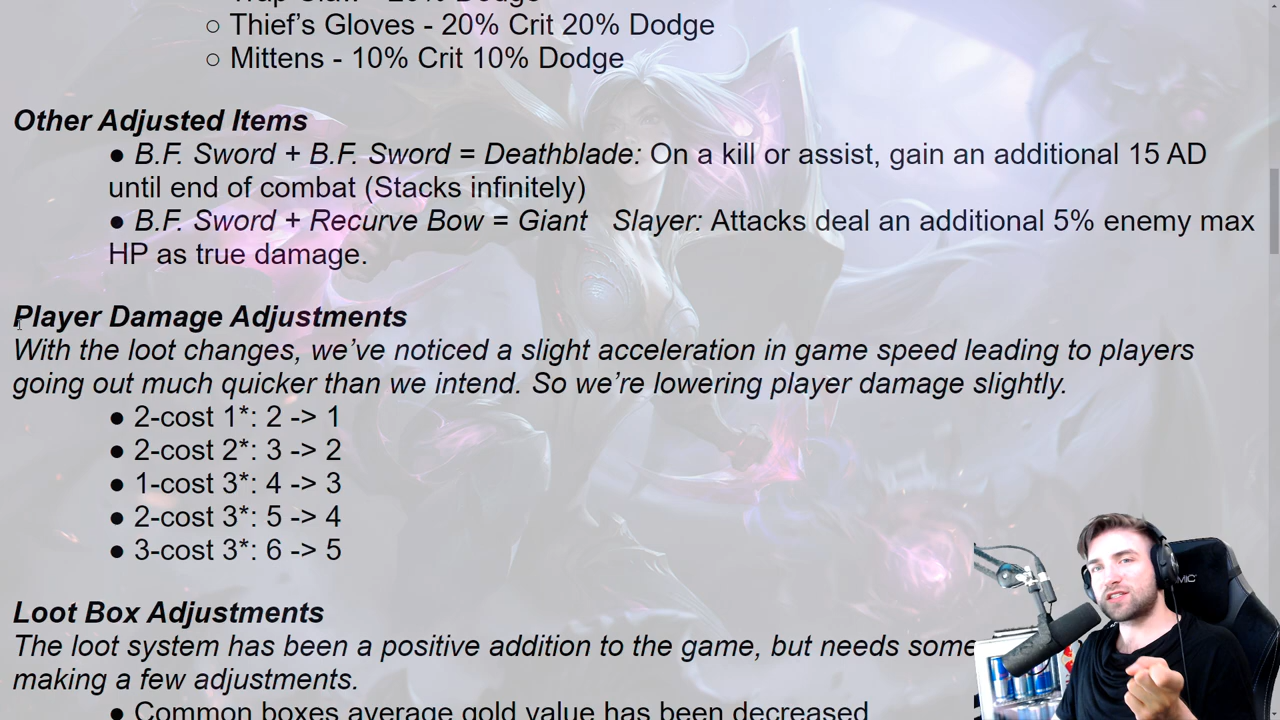 ○ Thief’s Gloves - 20% Crit 20% Dodge
○ Mittens - 10% Crit 10% Dodge
Other Adjusted Items
● B.F. Sword + B.F. Sword = Deathblade: On a kill or assist, gain an additional 15 AD
until end of combat (Stacks infinitely)
● B.F. Sword + Recurve Bow = Giant Slayer: Attacks deal an additional 5% enemy max
HP as true damage.
Player Damage Adjustments
With the loot changes, we’ve noticed a slight acceleration in game speed leading to players
going out much quicker than we intend. So we’re lowering player damage slightly.
● 2-cost 1*: 2 -> 1
● 2-cost 2*: 3 -> 2
● 1-cost 3*: 4 -> 3
● 2-cost 3*: 5 -> 4
● 3-cost 3*: 6 -> 5
Loot Box Adjustments
The loot system has been a positive addition to the game, but needs some
making a few adjustments.
● Common boxes average gold value has been decreased